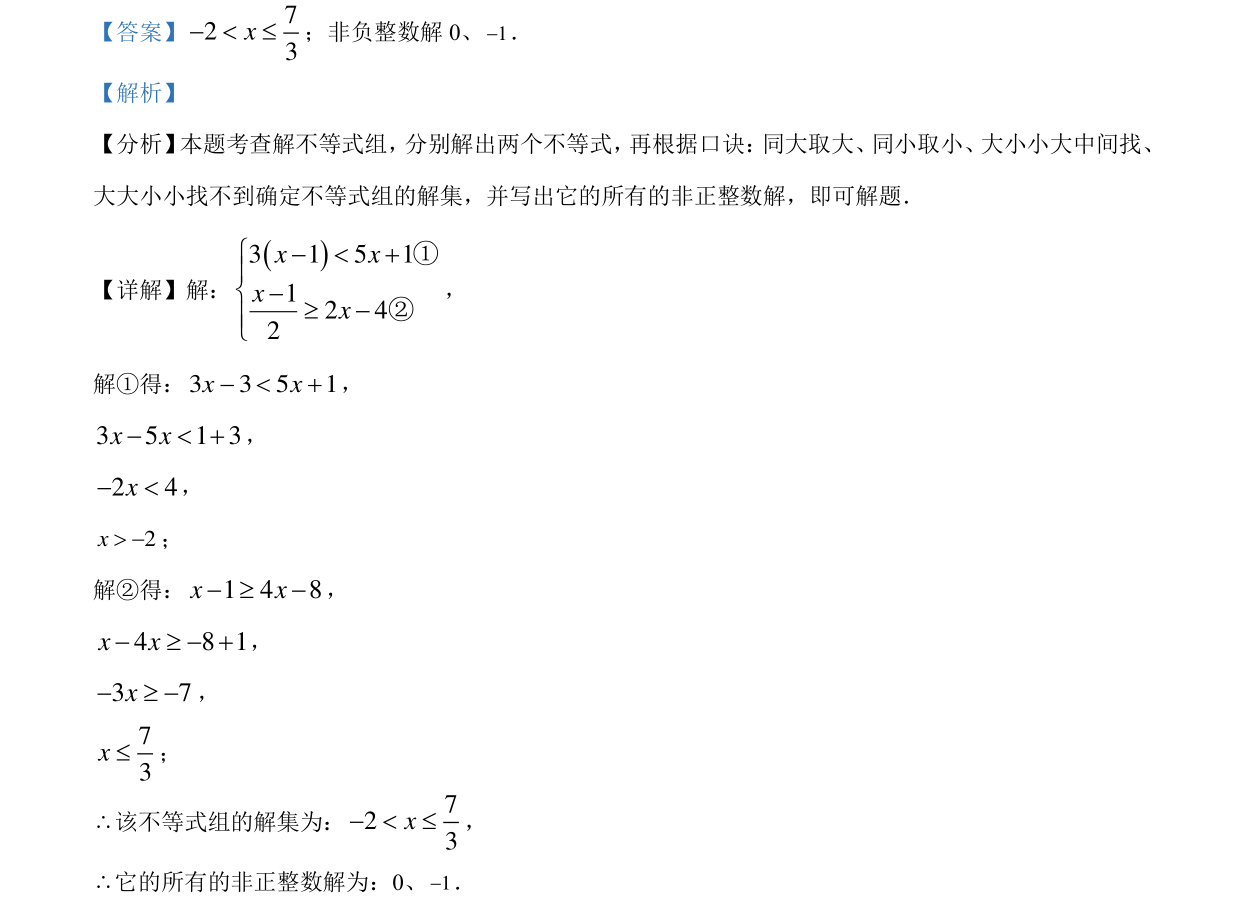 【答案】-2 < x ≤ 7/3；非负整数解 0、-1．
【解析】
【分析】本题考查解不等式组，分别解出两个不等式，再根据口诀：同大取大、同小取小、大小小大中间找、
大大小小找不到确定不等式组的解集，并写出它的所有的非正整数解，即可解题．
【详解】解：{3(x-1)<5x+1①
(x-1)/2 ≥ 2x-4②，
解①得：3x-3<5x+1，
3x-5x<1+3，
-2x<4，
x>-2；
解②得：x-1≥4x-8，
x-4x≥-8+1，
-3x≥-7，
x≤7/3；
∴该不等式组的解集为：-2 < x ≤ 7/3，
∴它的所有的非正整数解为：0、-1．